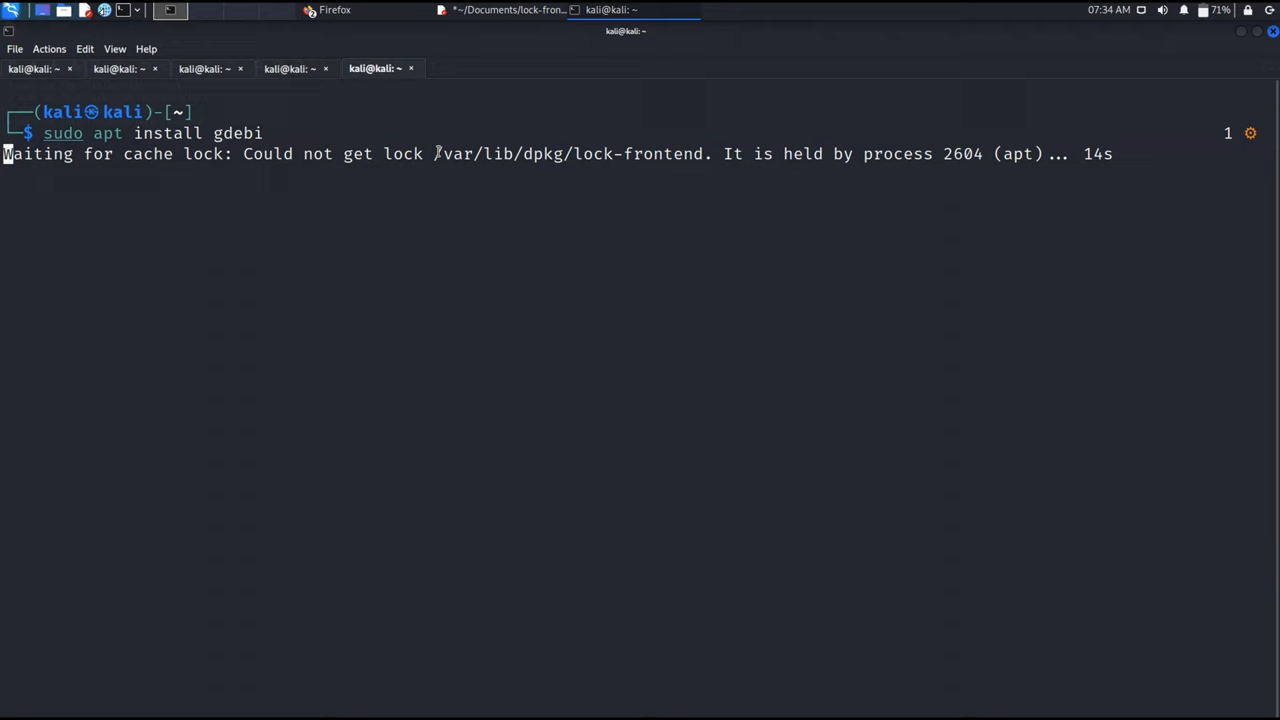 Firefox
*~/Documents/lock-fron...
kali@kali: ~
07:34 AM
71%
kali@kali: ~
File Actions Edit View Help
kali@kali: ~ × kali@kali: ~ × kali@kali: ~ × kali@kali: ~ × kali@kali: ~ ×
┌──(kali㉿kali)-[~]
└─$ sudo apt install gdebi 1 ⚙
Waiting for cache lock: Could not get lock /var/lib/dpkg/lock-frontend. It is held by process 2604 (apt)... 14s